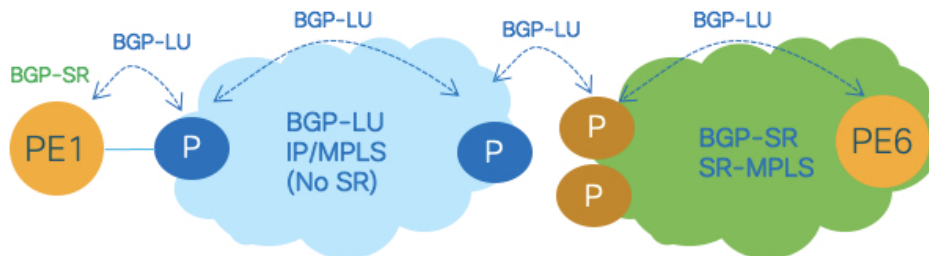 BGP-LU
BGP-LU
BGP-LU
BGP-LU
BGP-SR
PE1
P
BGP-LU
IP/MPLS
(No SR)
P
P
P
BGP-SR
SR-MPLS
PE6